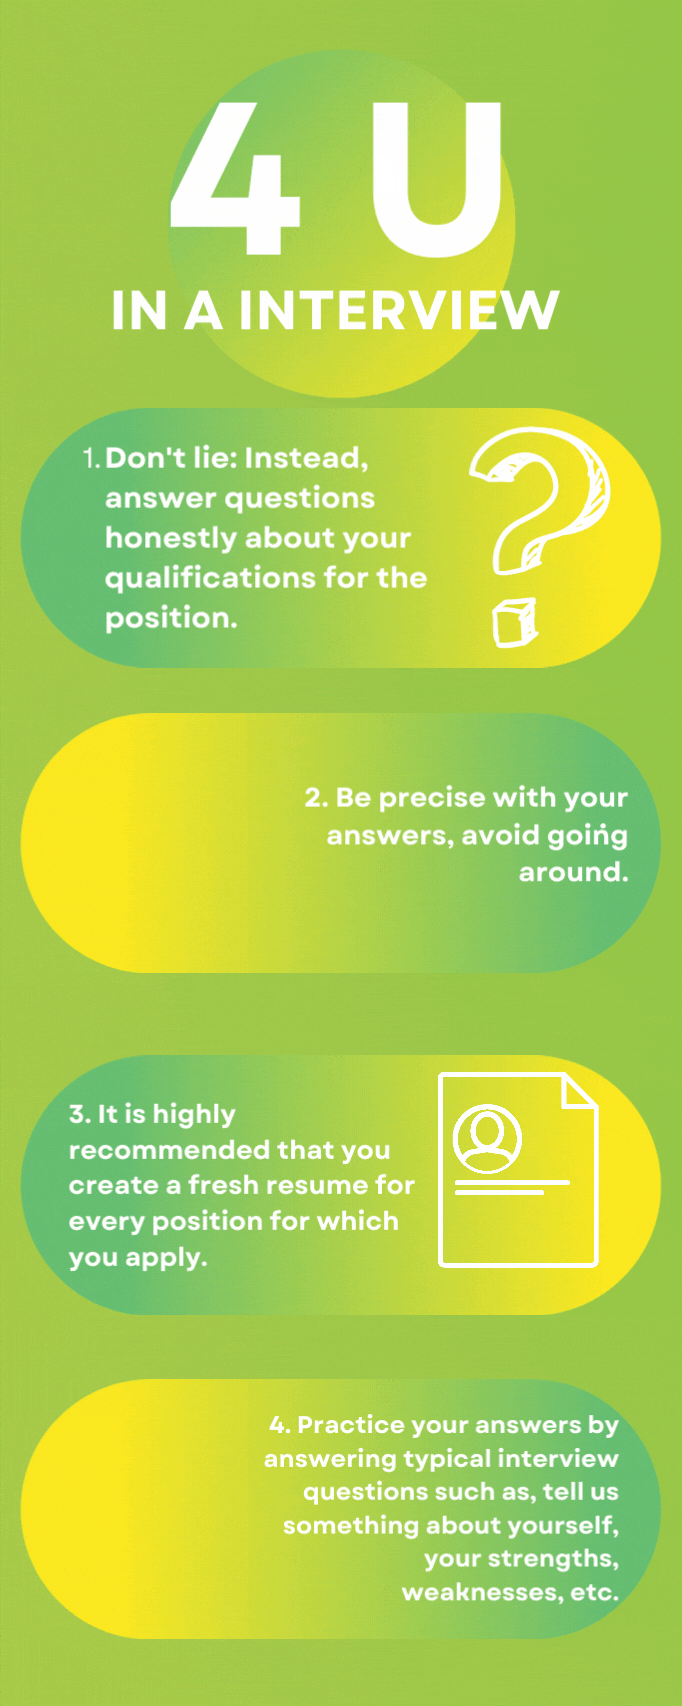 4 U
IN A INTERVIEW
1. Don't lie: Instead,
answer questions
honestly about your
qualifications for the
position.
2. Be precise with your
answers, avoid going
around.
3. It is highly
recommended that you
create a fresh resume for
every position for which
you apply.
4. Practice your answers by
answering typical interview
questions such as, tell us
something about yourself,
your strengths,
weaknesses, etc.